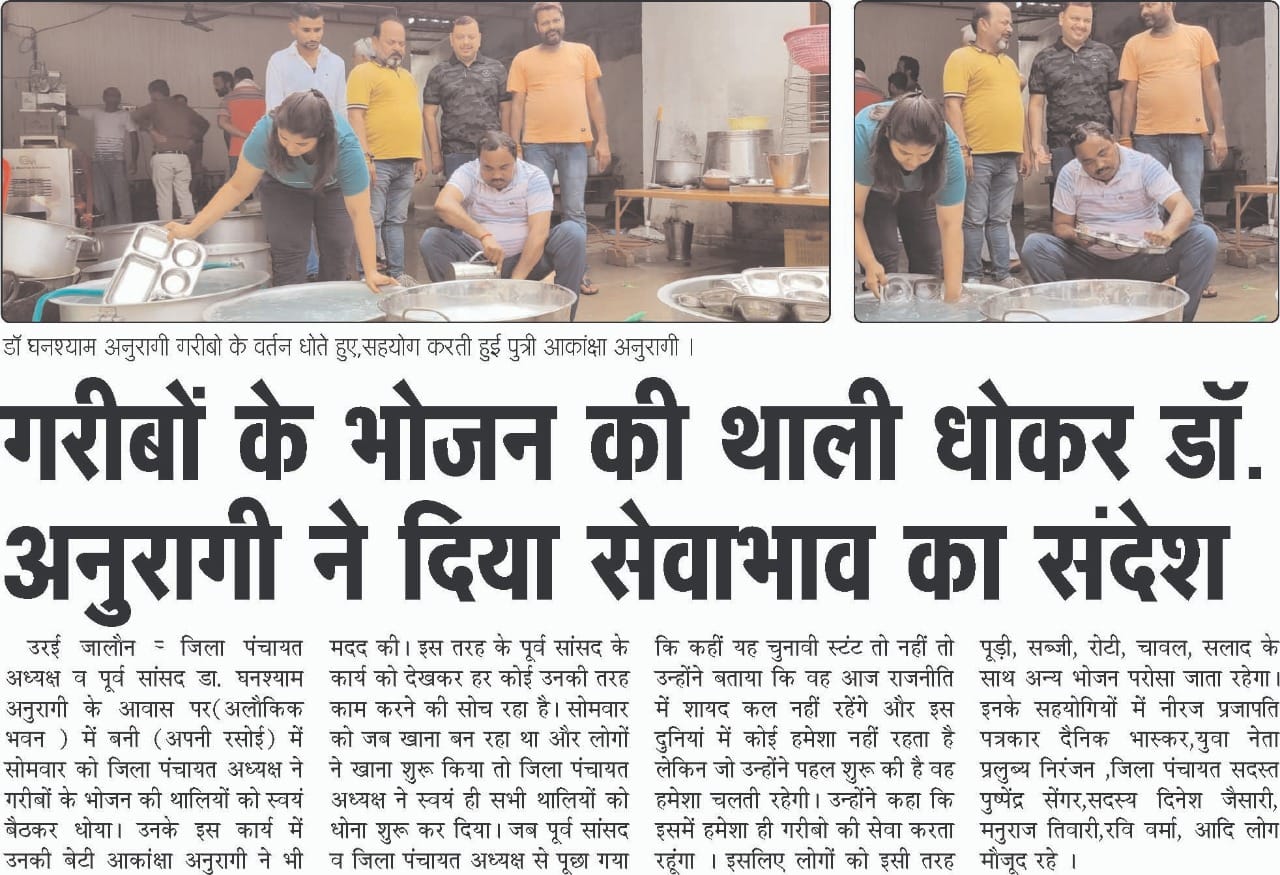 डॉ घनश्याम अनुरागी गरीबो के वर्तन धोते हुए,सहयोग करती हुई पुत्री आकांक्षा अनुरागी ।
गरीबों के भोजन की थाली धोकर डॉ.
अनुरागी ने दिया सेवाभाव का संदेश
उरई जालौन = जिला पंचायत
अध्यक्ष व पूर्व सांसद डा. घनश्याम
अनुरागी के आवास पर(अलौकिक
भवन ) में बनी (अपनी रसोई) में
सोमवार को जिला पंचायत अध्यक्ष ने
गरीबों के भोजन की थालियों को स्वयं
बैठकर धोया। उनके इस कार्य में
उनकी बेटी आकांक्षा अनुरागी ने भी
मदद की। इस तरह के पूर्व सांसद के
कार्य को देखकर हर कोई उनकी तरह
काम करने की सोच रहा है। सोमवार
को जब खाना बन रहा था और लोगों
ने खाना शुरू किया तो जिला पंचायत
अध्यक्ष ने स्वयं ही सभी थालियों को
धोना शुरू कर दिया। जब पूर्व सांसद
व जिला पंचायत अध्यक्ष से पूछा गया
कि कहीं यह चुनावी स्टंट तो नहीं तो
उन्होंने बताया कि वह आज राजनीति
में शायद कल नहीं रहेंगे और इस
दुनियां में कोई हमेशा नहीं रहता है
लेकिन जो उन्होंने पहल शुरू की है वह
हमेशा चलती रहेगी। उन्होंने कहा कि
इसमें हमेशा ही गरीबो की सेवा करता
रहूंगा । इसलिए लोगों को इसी तरह
पूड़ी, सब्जी, रोटी, चावल, सलाद के
साथ अन्य भोजन परोसा जाता रहेगा।
इनके सहयोगियों में नीरज प्रजापति
पत्रकार दैनिक भास्कर,युवा नेता
प्रलुब्य निरंजन ,जिला पंचायत सदस्त
पुष्पेंद्र सेंगर,सदस्य दिनेश जैसारी,
मनुराज तिवारी,रवि वर्मा, आदि लोग
मौजूद रहे ।